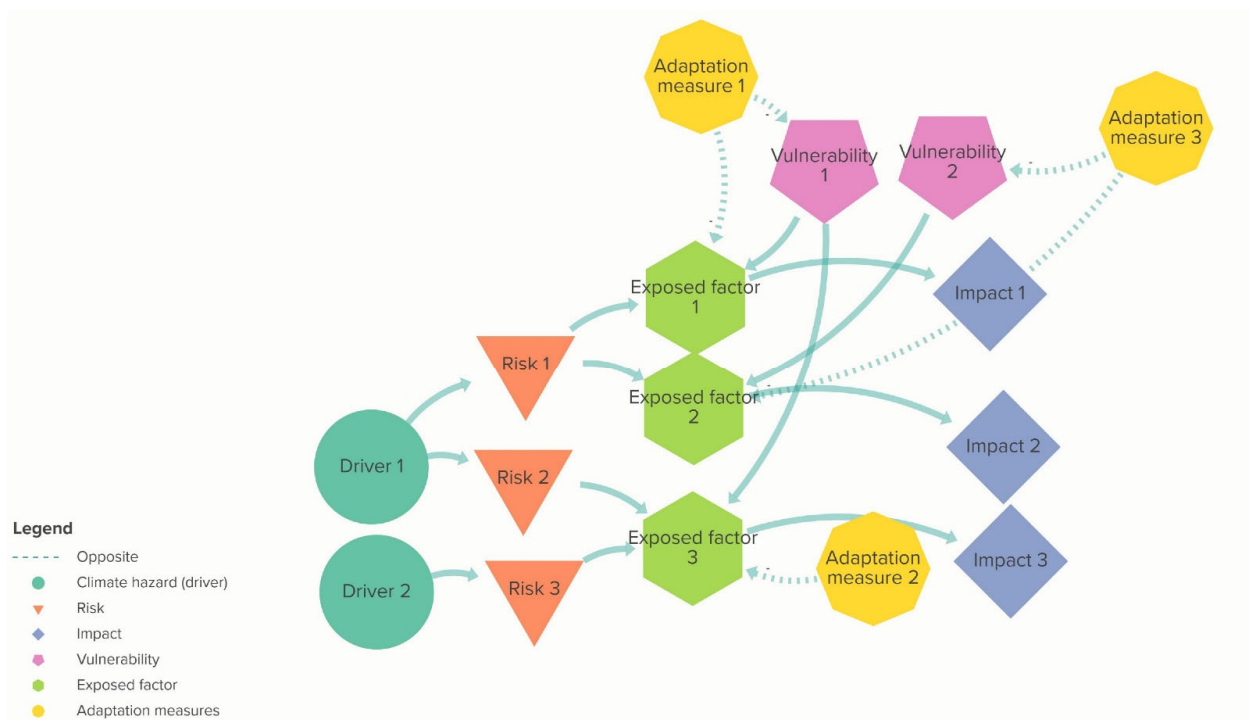 Adaptation
measure 1
Adaptation
measure 3
Vulnerability
1
Vulnerability
2
Exposed factor
1
Impact 1
Risk 1
Exposed factor
2
Impact 2
Driver 1
Risk 2
Exposed factor
3
Adaptation
measure 2
Impact 3
Driver 2
Risk 3
Legend
Opposite
Climate hazard (driver)
Risk
Impact
Vulnerability
Exposed factor
Adaptation measures